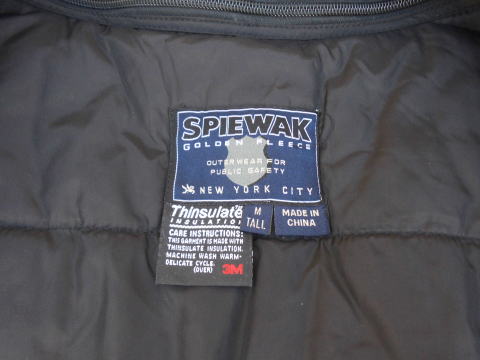 SPIEWAK
GOLDEN FLEECE
OUTERWEAR FOR
PUBLIC SAFETY
NEW YORK CITY
Thinsulate™
INSULATION
M
TALL
MADE IN
CHINA
CARE INSTRUCTIONS:
THIS GARMENT IS MADE WITH
THINSULATE INSULATION.
MACHINE WASH WARM-
DELICATE CYCLE.
(OVER) 3M